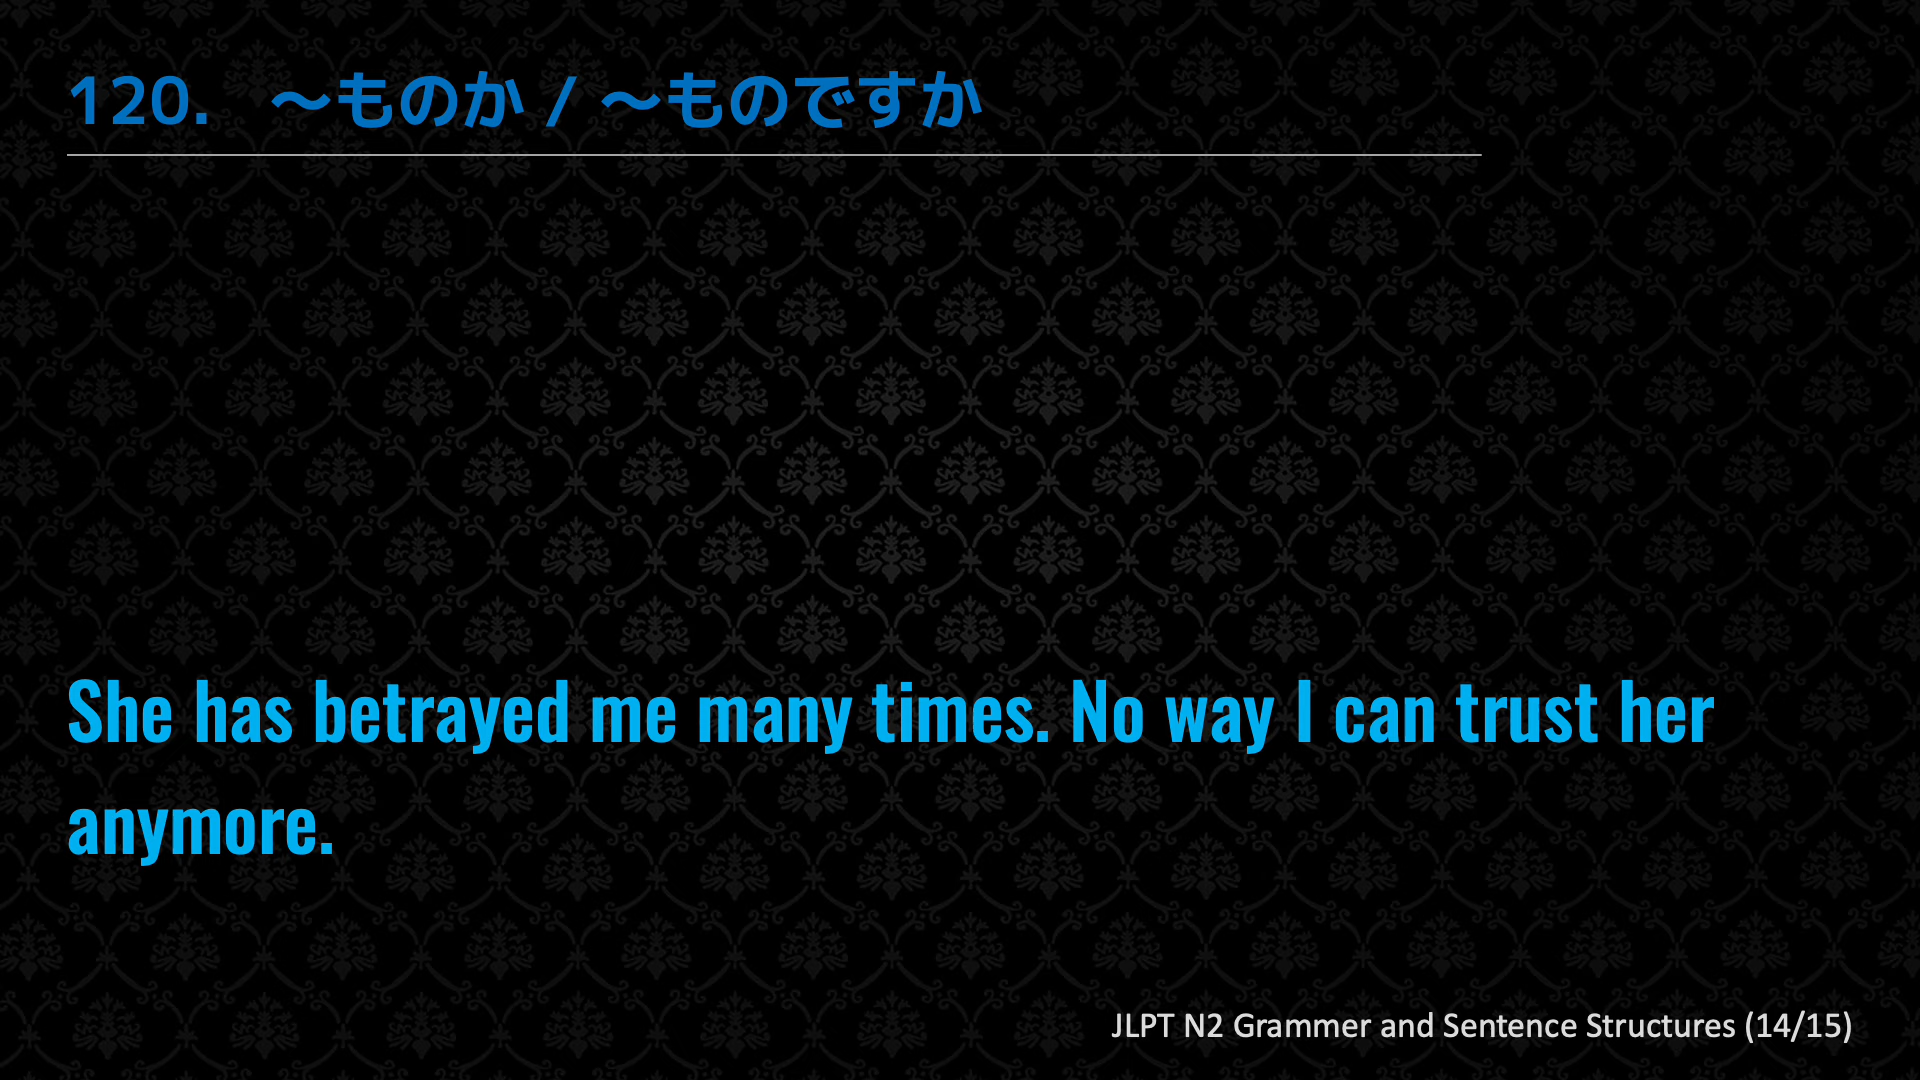 120. ～ものか / ～ものですか
She has betrayed me many times. No way I can trust her
anymore.
JLPT N2 Grammer and Sentence Structures (14/15)